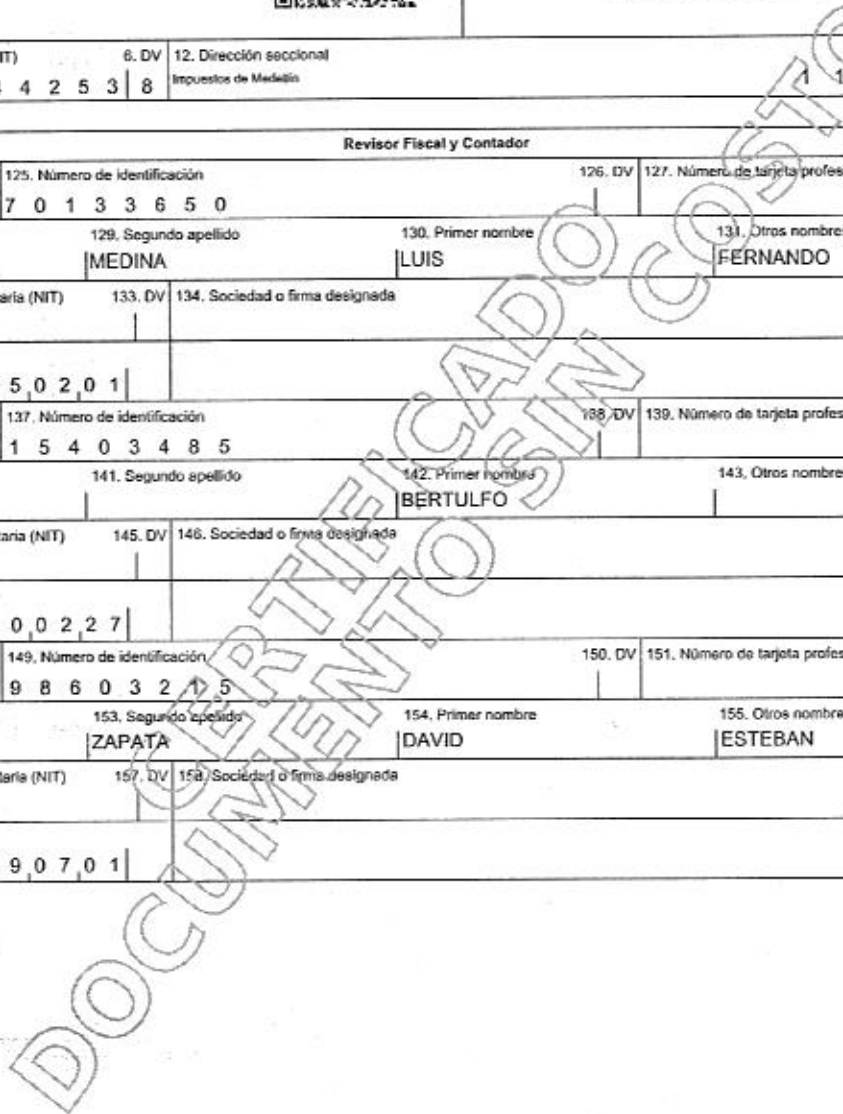 6. DV 12. Dirección seccional
4 2 5 3 8 Impuestos de Medellín
Revisor Fiscal y Contador
125. Número de identificación 126. DV 127. Número de tarjeta profes
7 0 1 3 3 6 5 0
129. Segundo apellido 130. Primer nombre 131. Otros nombre
MEDINA LUIS FERNANDO
taria (NIT) 133. DV 134. Sociedad o firma designada
5 0 2 0 1
137. Número de identificación 138. DV 139. Número de tarjeta profes
1 5 4 0 3 4 8 5
141. Segundo apellido 142. Primer nombre 143. Otros nombre
BERTULFO
taria (NIT) 145. DV 146. Sociedad o firma designada
0 0 2 2 7
149. Número de identificación 150. DV 151. Número de tarjeta profes
9 8 6 0 3 2 1 5
153. Segundo apellido 154. Primer nombre 155. Otros nombre
ZAPATA DAVID ESTEBAN
taria (NIT) 157. DV 158. Sociedad o firma designada
9 0 7 0 1
CERTIFICADO
DOCUMENTO SIN COSTO